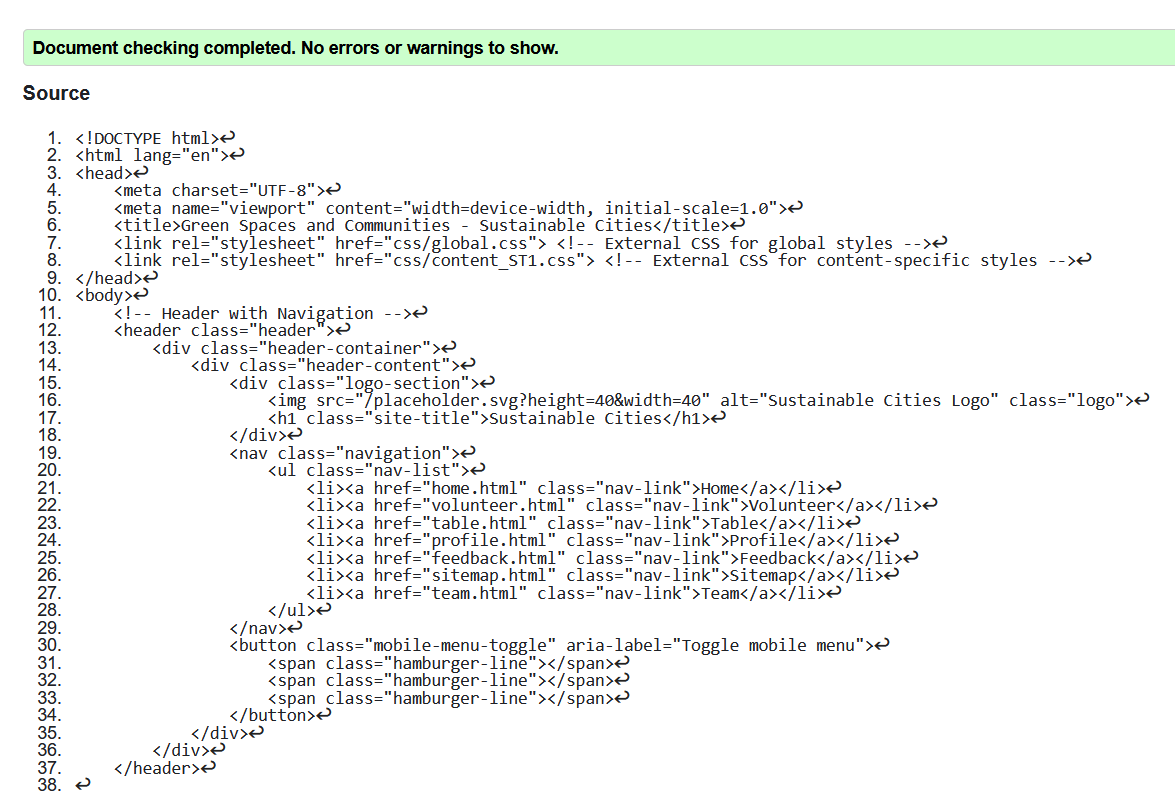 Document checking completed. No errors or warnings to show.
Source
1. <!DOCTYPE html>↩
2. <html lang="en">↩
3. <head>↩
4.     <meta charset="UTF-8">↩
5.     <meta name="viewport" content="width=device-width, initial-scale=1.0">↩
6.     <title>Green Spaces and Communities - Sustainable Cities</title>↩
7.     <link rel="stylesheet" href="css/global.css"> <!-- External CSS for global styles -->↩
8.     <link rel="stylesheet" href="css/content_ST1.css"> <!-- External CSS for content-specific styles -->↩
9. </head>↩
10. <body>↩
11.     <!-- Header with Navigation -->↩
12.     <header class="header">↩
13.         <div class="header-container">↩
14.             <div class="header-content">↩
15.                 <div class="logo-section">↩
16.                     <img src="/placeholder.svg?height=40&width=40" alt="Sustainable Cities Logo" class="logo">↩
17.                     <h1 class="site-title">Sustainable Cities</h1>↩
18.                 </div>↩
19.                 <nav class="navigation">↩
20.                     <ul class="nav-list">↩
21.                         <li><a href="home.html" class="nav-link">Home</a></li>↩
22.                         <li><a href="volunteer.html" class="nav-link">Volunteer</a></li>↩
23.                         <li><a href="table.html" class="nav-link">Table</a></li>↩
24.                         <li><a href="profile.html" class="nav-link">Profile</a></li>↩
25.                         <li><a href="feedback.html" class="nav-link">Feedback</a></li>↩
26.                         <li><a href="sitemap.html" class="nav-link">Sitemap</a></li>↩
27.                         <li><a href="team.html" class="nav-link">Team</a></li>↩
28.                     </ul>↩
29.                 </nav>↩
30.                 <button class="mobile-menu-toggle" aria-label="Toggle mobile menu">↩
31.                     <span class="hamburger-line"></span>↩
32.                     <span class="hamburger-line"></span>↩
33.                     <span class="hamburger-line"></span>↩
34.                 </button>↩
35.             </div>↩
36.         </div>↩
37.     </header>↩
38. ↩